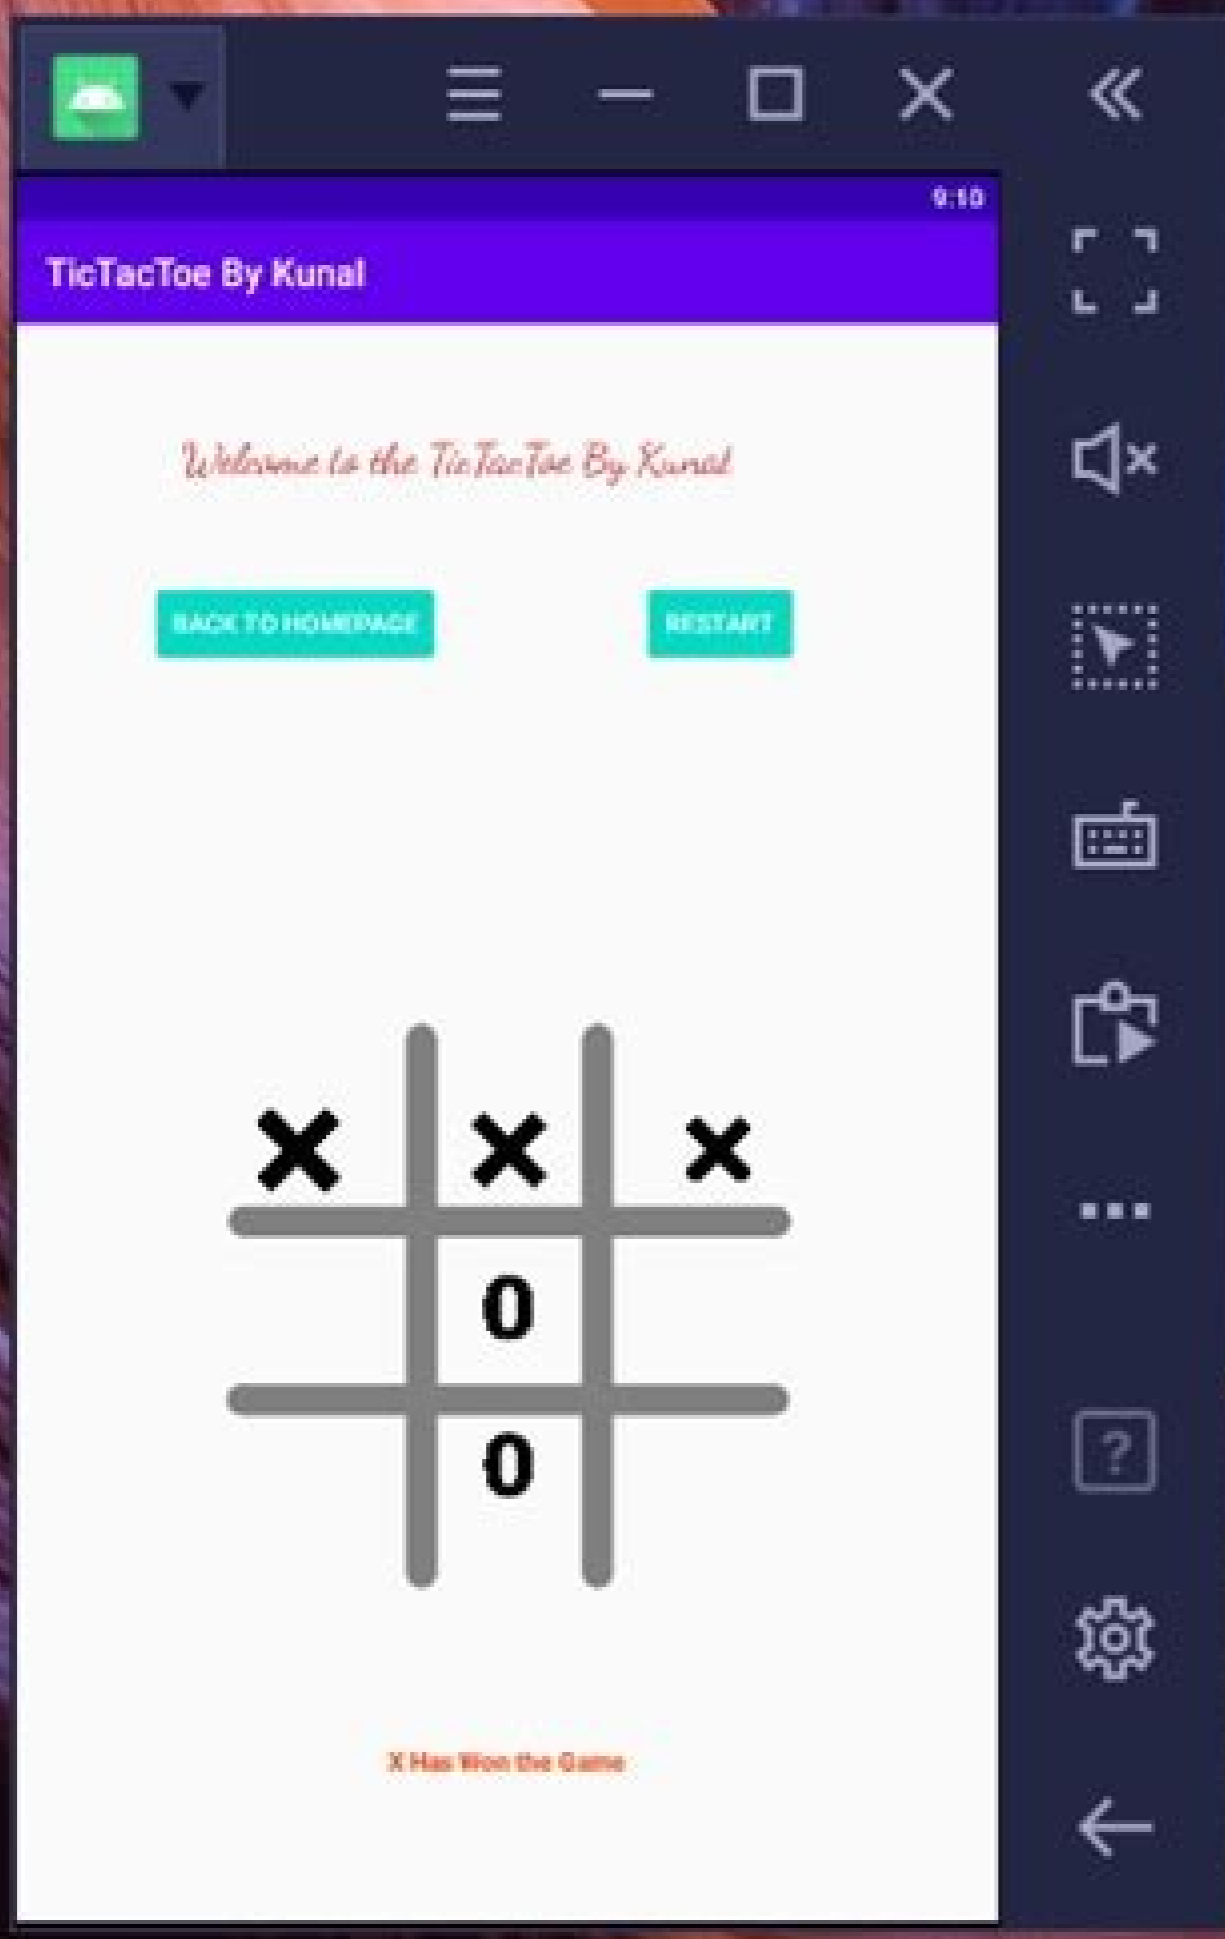 9:10
TicTacToe By Kunal
Welcome to the TicTacToe By Kunal
BACK TO HOMEPAGE
RESTART
X X X
0
0
X Has Won the Game